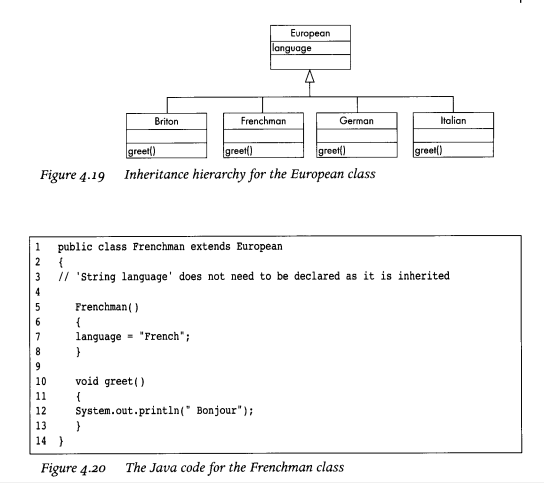 European
language
Briton
Frenchman
German
Italian
greet()
greet()
greet()
greet()
Figure 4.19 Inheritance hierarchy for the European class
1 public class Frenchman extends European
2 {
3 // 'String language' does not need to be declared as it is inherited
4
5 Frenchman()
6 {
7 language = "French";
8 }
9
10 void greet()
11 {
12 System.out.println(" Bonjour");
13 }
14 }
Figure 4.20 The Java code for the Frenchman class